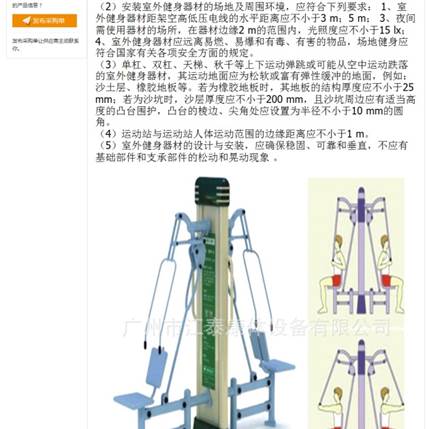 的产品信息！
发布采购单
发布采购单让供应商主动联系
你。
（2）安装室外健身器材的场地及周围环境，应符合下列要求： 1、室
外健身器材距架空高低压电线的水平距离应不小于3 m；5 m； 3、夜间
需使用器材的场所，在器材边缘2 m的范围内，光照度应不小于15 lx；
4、室外健身器材应远离易燃、易爆和有毒、有害的物品，场地健身应
符合国家有关各项安全方面的规定。
（3）单杠、双杠、天梯、秋千等上下运动弹跳或可能从空中运动跌落
的室外健身器材，其运动地面应为松软或富有弹性缓冲的地面，例如：
沙土层、橡胶地板等。若为橡胶地板时，其地板的结构厚度应不小于25
mm；若为沙坑时，沙层厚度应不小于200 mm，且沙坑周边应有适当高
度的凸台围护，凸台的棱边、尖角处应设置为半径不小于10 mm的圆
角。
（4）运动站与运动站人体运动范围的边缘距离应不小于1 m。
（5）室外健身器材的设计与安装，应确保稳固、可靠和垂直，不应有
基础部件和支承部件的松动和晃动现象 。
广州市江泰康体设备有限公司